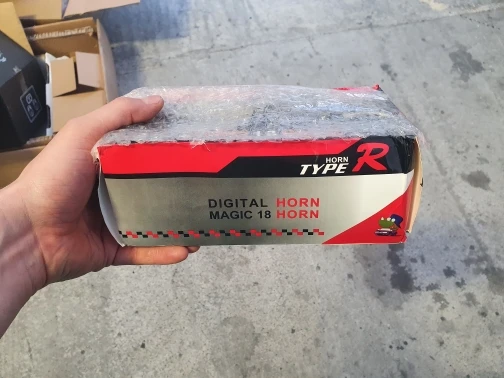 HORN
TYPE R
DIGITAL HORN
MAGIC 18 HORN